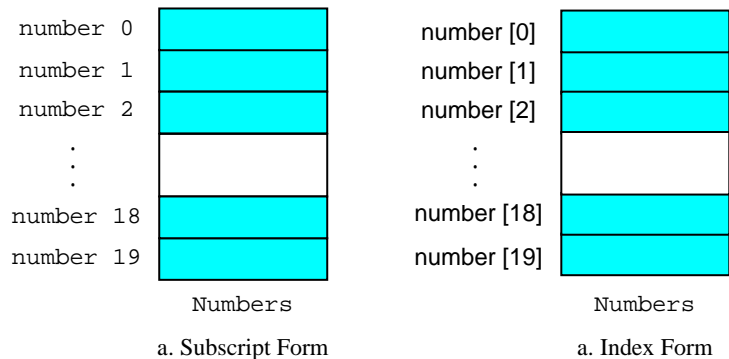 number 0
number 1
number 2
.
.
.
number 18
number 19
Numbers
a. Subscript Form
number [0]
number [1]
number [2]
.
.
.
number [18]
number [19]
Numbers
a. Index Form